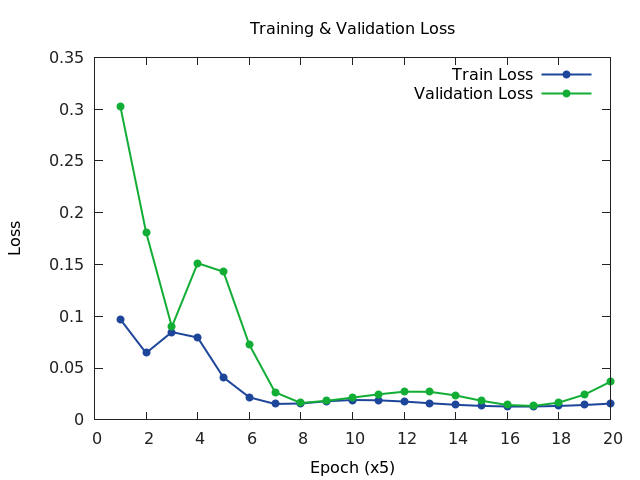 Training & Validation Loss
Train Loss
Validation Loss
0.35
0.3
0.25
0.2
0.15
0.1
0.05
0
Loss
0 2 4 6 8 10 12 14 16 18 20
Epoch (x5)